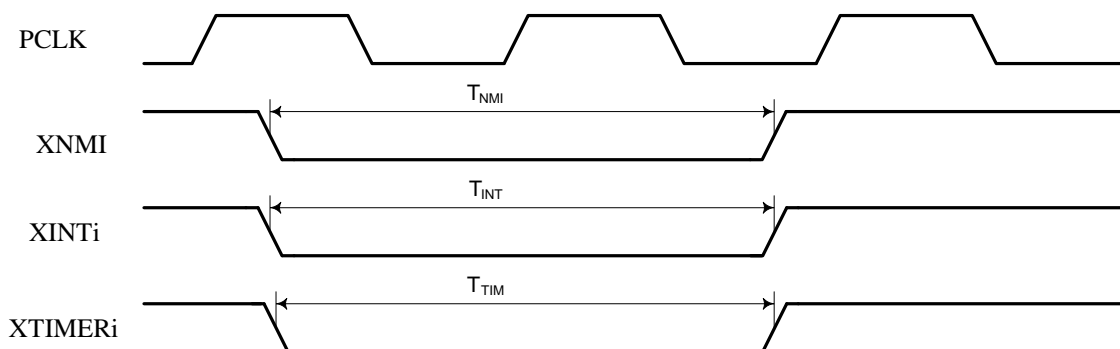 PCLK
T_NMI
XNMI
T_INT
XINTi
T_TIM
XTIMERi